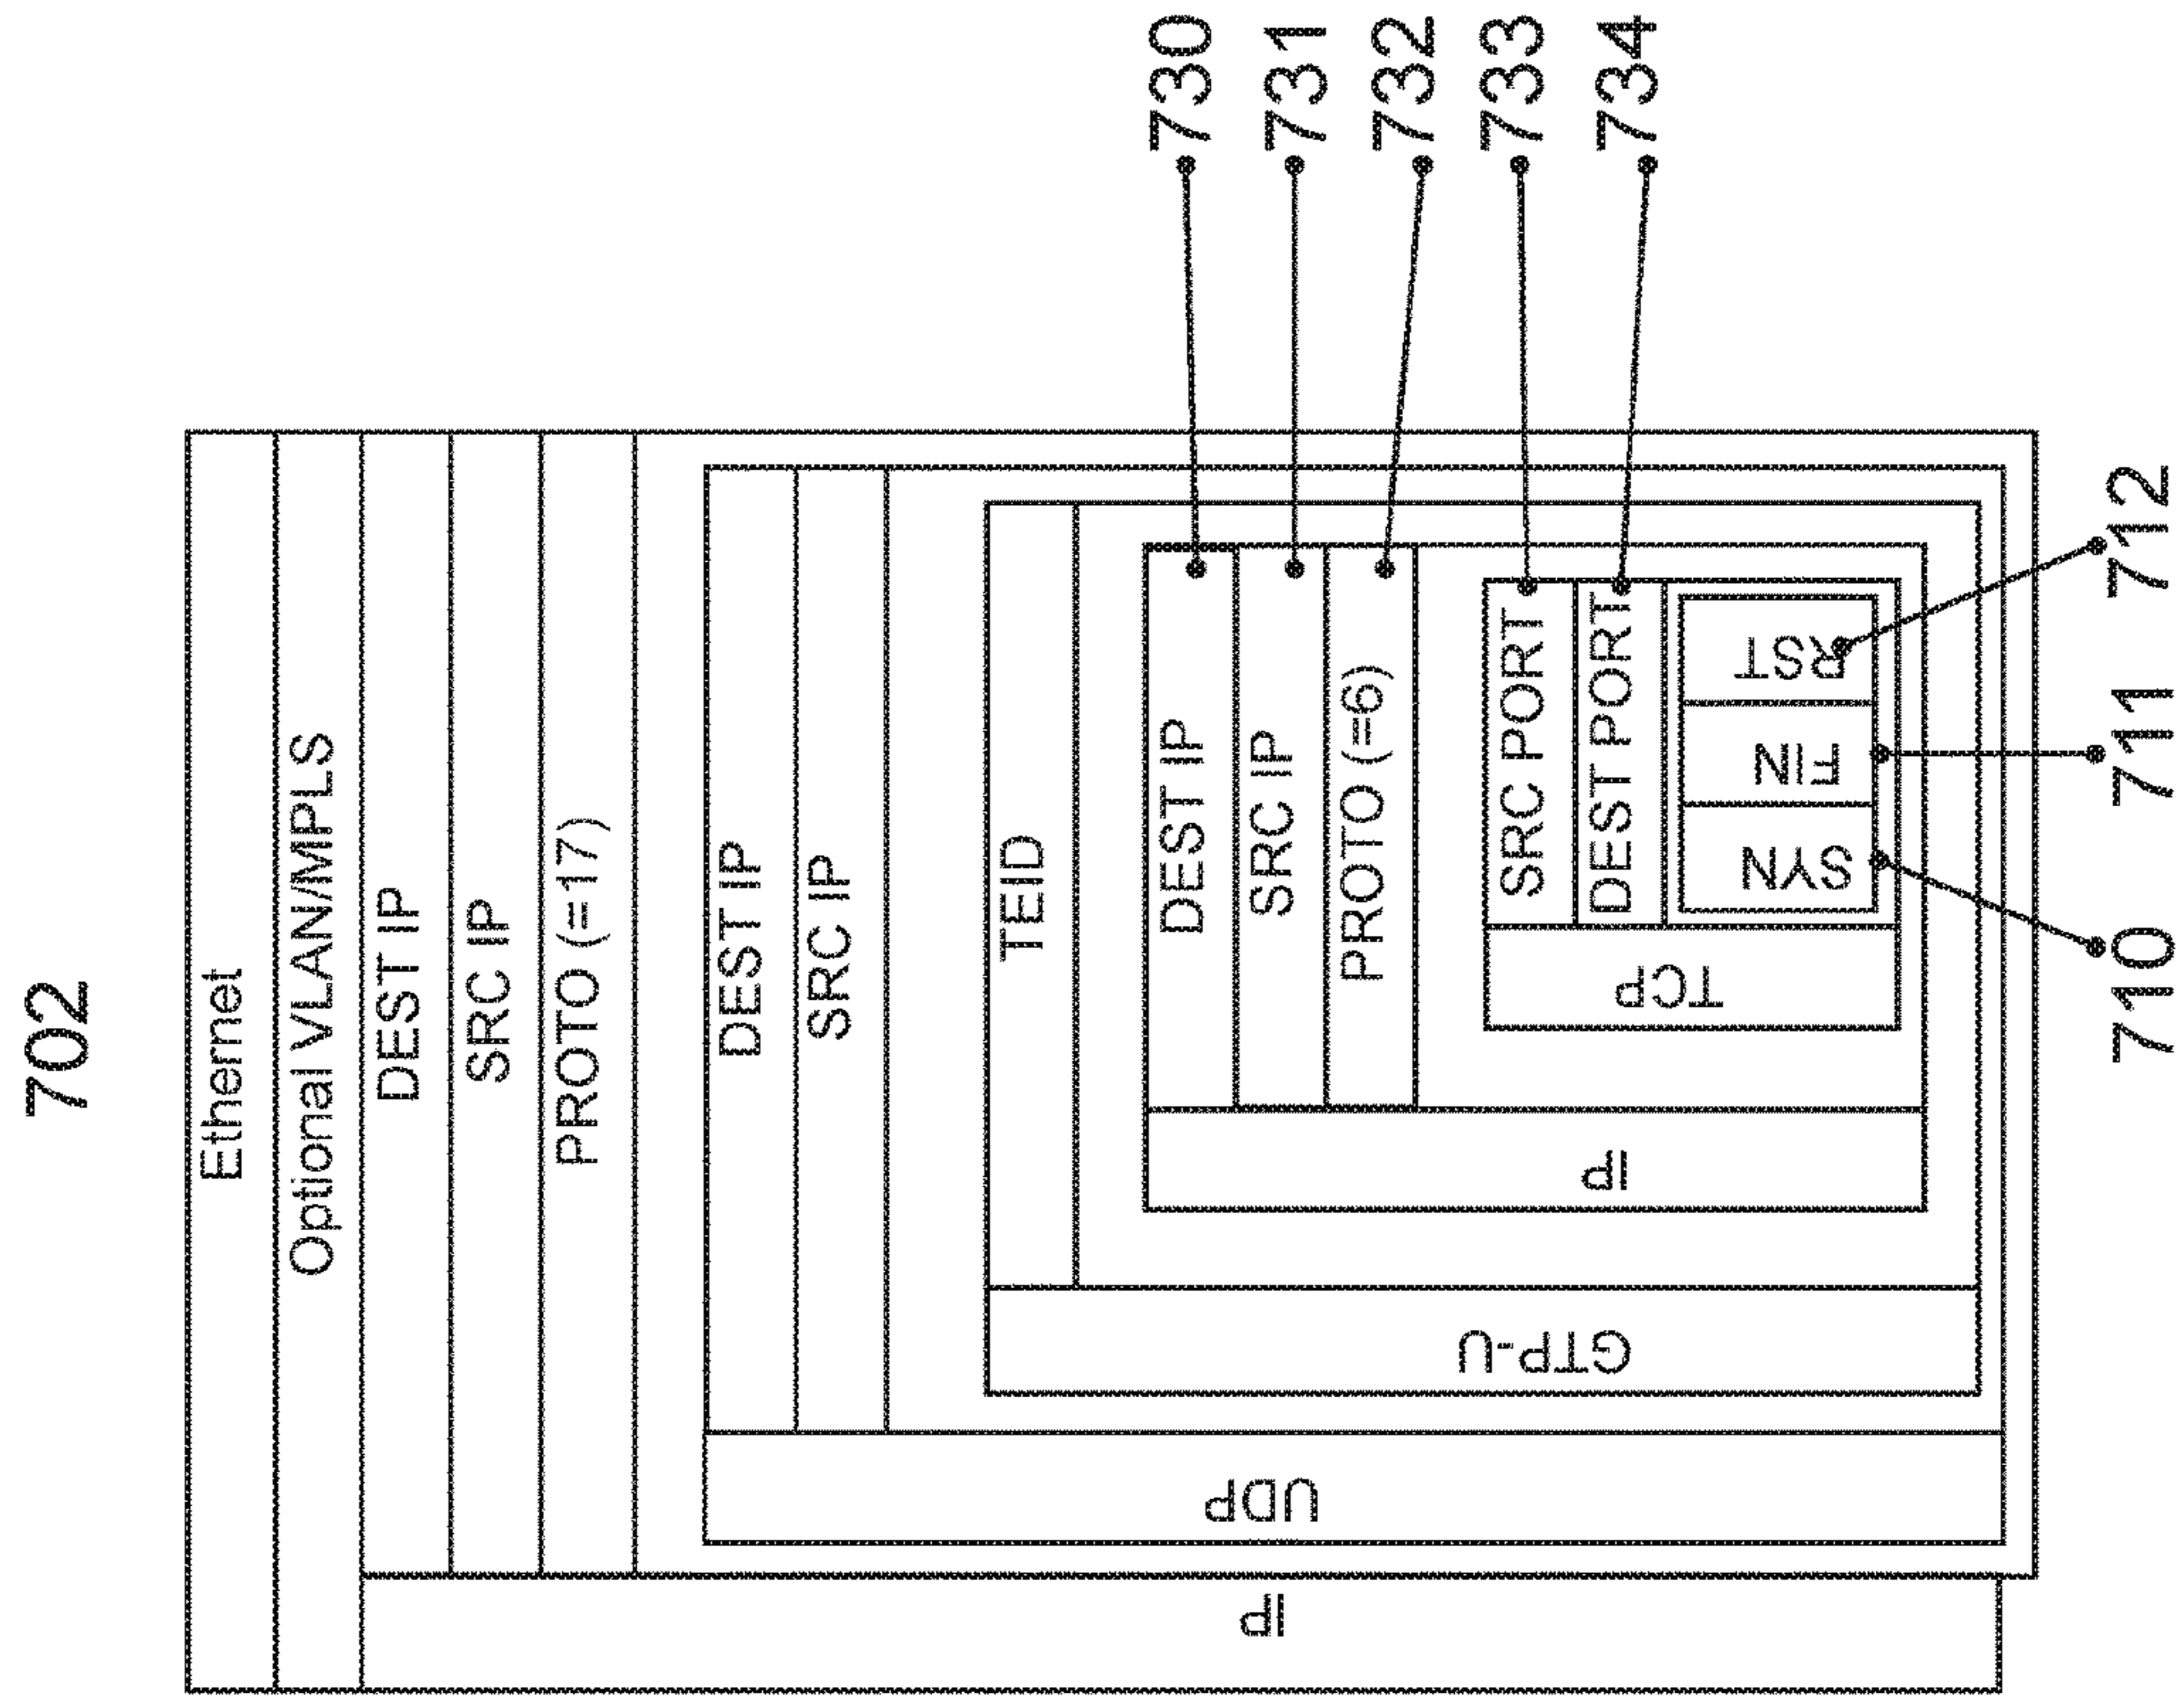 702
Ethernet
Optional VLAN/MPLS
DEST IP
SRC IP
PROTO (=17)
IP
DEST IP
SRC IP
UDP
TEID
GTP-U
DEST IP
SRC IP
PROTO (=6)
IP
SRC PORT
DEST PORT
TCP
SYN
FIN
RST
730
731
732
733
734
710
711
712